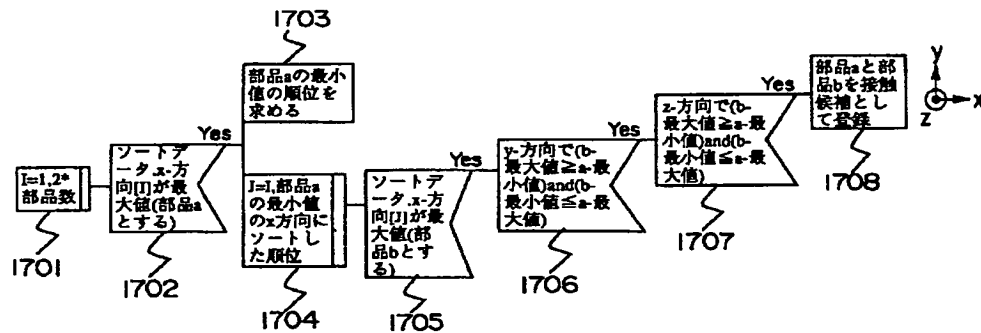 1703
部品aの最小
値の順位を
求める
Yes
I=1,2*
部品数
1701
ソートデ
ータ.x-方
向[I]が最
大値(部品a
とする)
1702
J=I,部品a
の最小値
のx方向に
ソートし
た順位
1704
Yes
ソートデ
ータ.x-方
向[J]が最
大値(部品
bとす
る)
1705
Yes
y-方向で(b-
最大値≧a-最
小値)and(b-
最小値≦a-最
大値)
1706
Yes
z-方向で(b-
最大値≧a-最
小値)and(b-
最小値≦a-最
大値)
1707
部品aと部
品bを接触
候補とし
て登録
1708
y
x
z